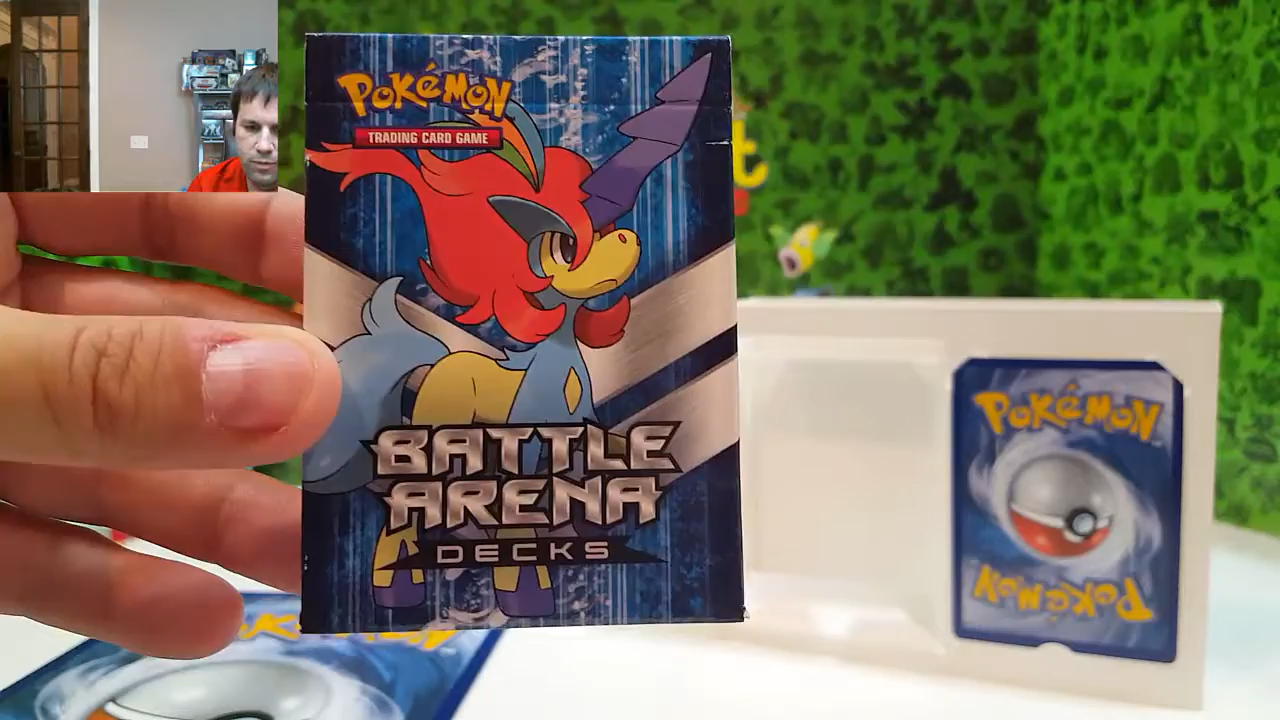 POKéMON
TRADING CARD GAME
BATTLE
ARENA
DECKS
POKéMON
POKéMON